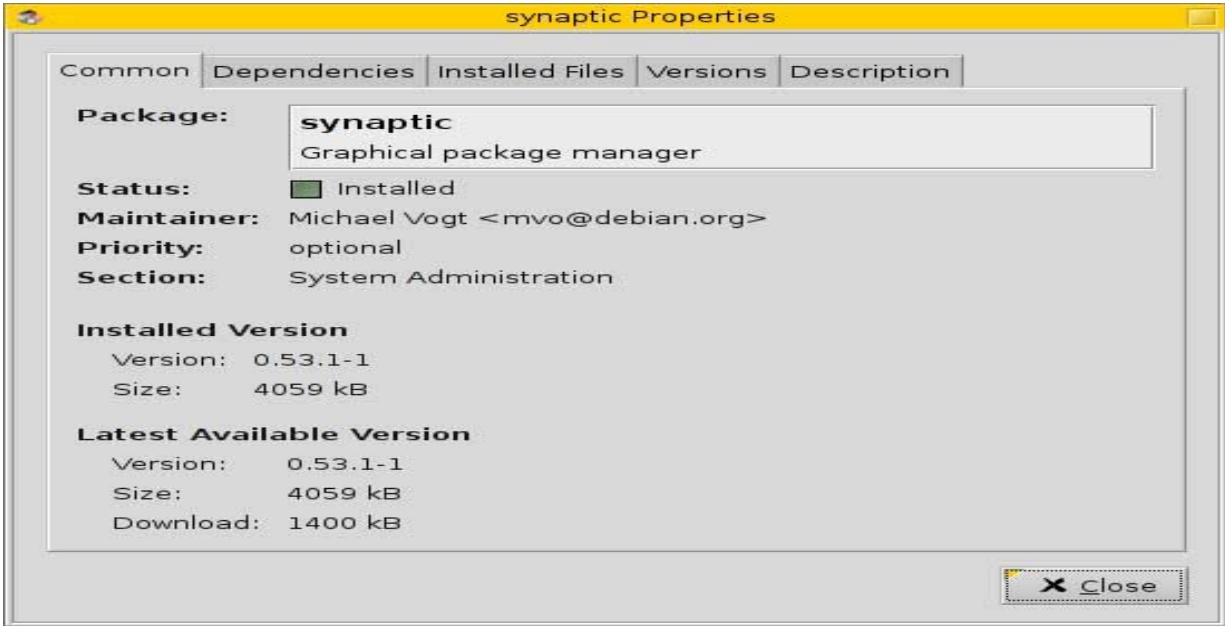 synaptic Properties
Common Dependencies Installed Files Versions Description
Package: synaptic
Graphical package manager
Status: Installed
Maintainer: Michael Vogt <mvo@debian.org>
Priority: optional
Section: System Administration
Installed Version
Version: 0.53.1-1
Size: 4059 kB
Latest Available Version
Version: 0.53.1-1
Size: 4059 kB
Download: 1400 kB
Close